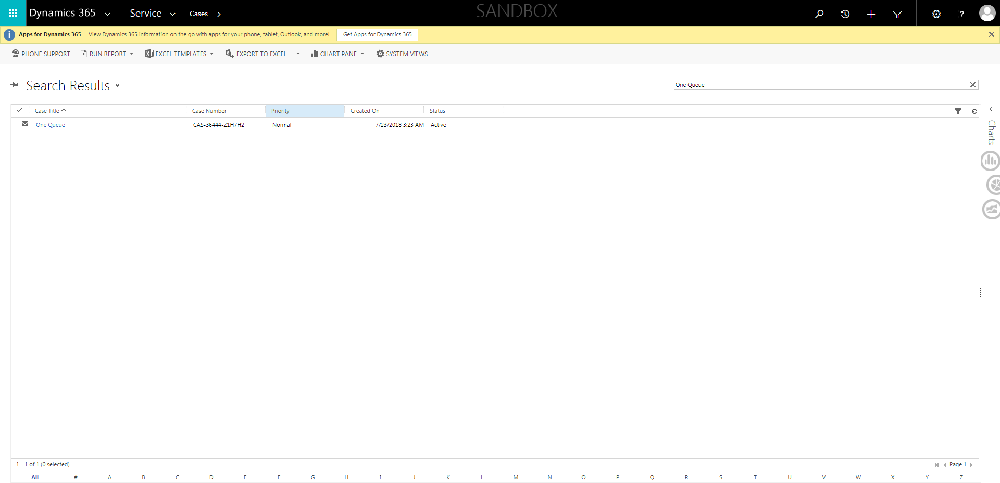 Dynamics 365 Service Cases SANDBOX
Apps for Dynamics 365 View Dynamics 365 information on the go with apps for your phone, tablet, Outlook, and more! Get Apps for Dynamics 365
PHONE SUPPORT RUN REPORT EXCEL TEMPLATES EXPORT TO EXCEL CHART PANE SYSTEM VIEWS
Search Results One Queue
Case Title Case Number Priority Created On Status
One Queue CAS-36444-Z1H7H2 Normal 7/23/2018 3:23 AM Active
Charts
1 - 1 of 1 (0 selected) Page 1
All # A B C D E F G H I J K L M N O P Q R S T U V W X Y Z